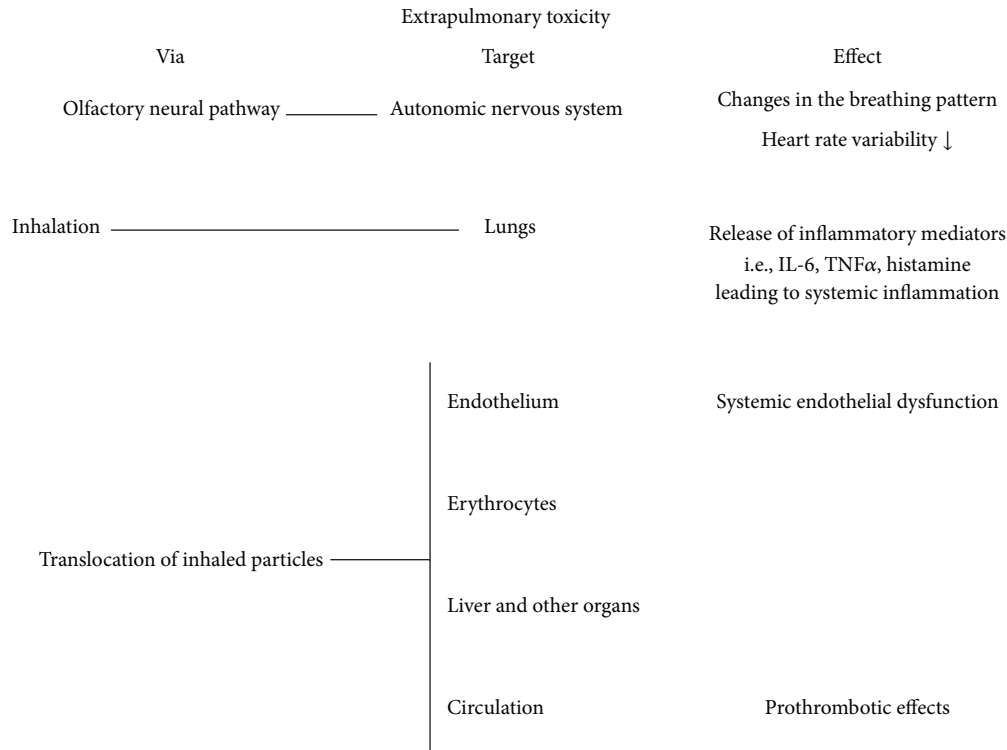 Extrapulmonary toxicity
Via Target Effect
Olfactory neural pathway Autonomic nervous system Changes in the breathing pattern
Heart rate variability ↓
Inhalation Lungs Release of inflammatory mediators
i.e., IL-6, TNFα, histamine
leading to systemic inflammation
Endothelium Systemic endothelial dysfunction
Erythrocytes
Translocation of inhaled particles
Liver and other organs
Circulation Prothrombotic effects